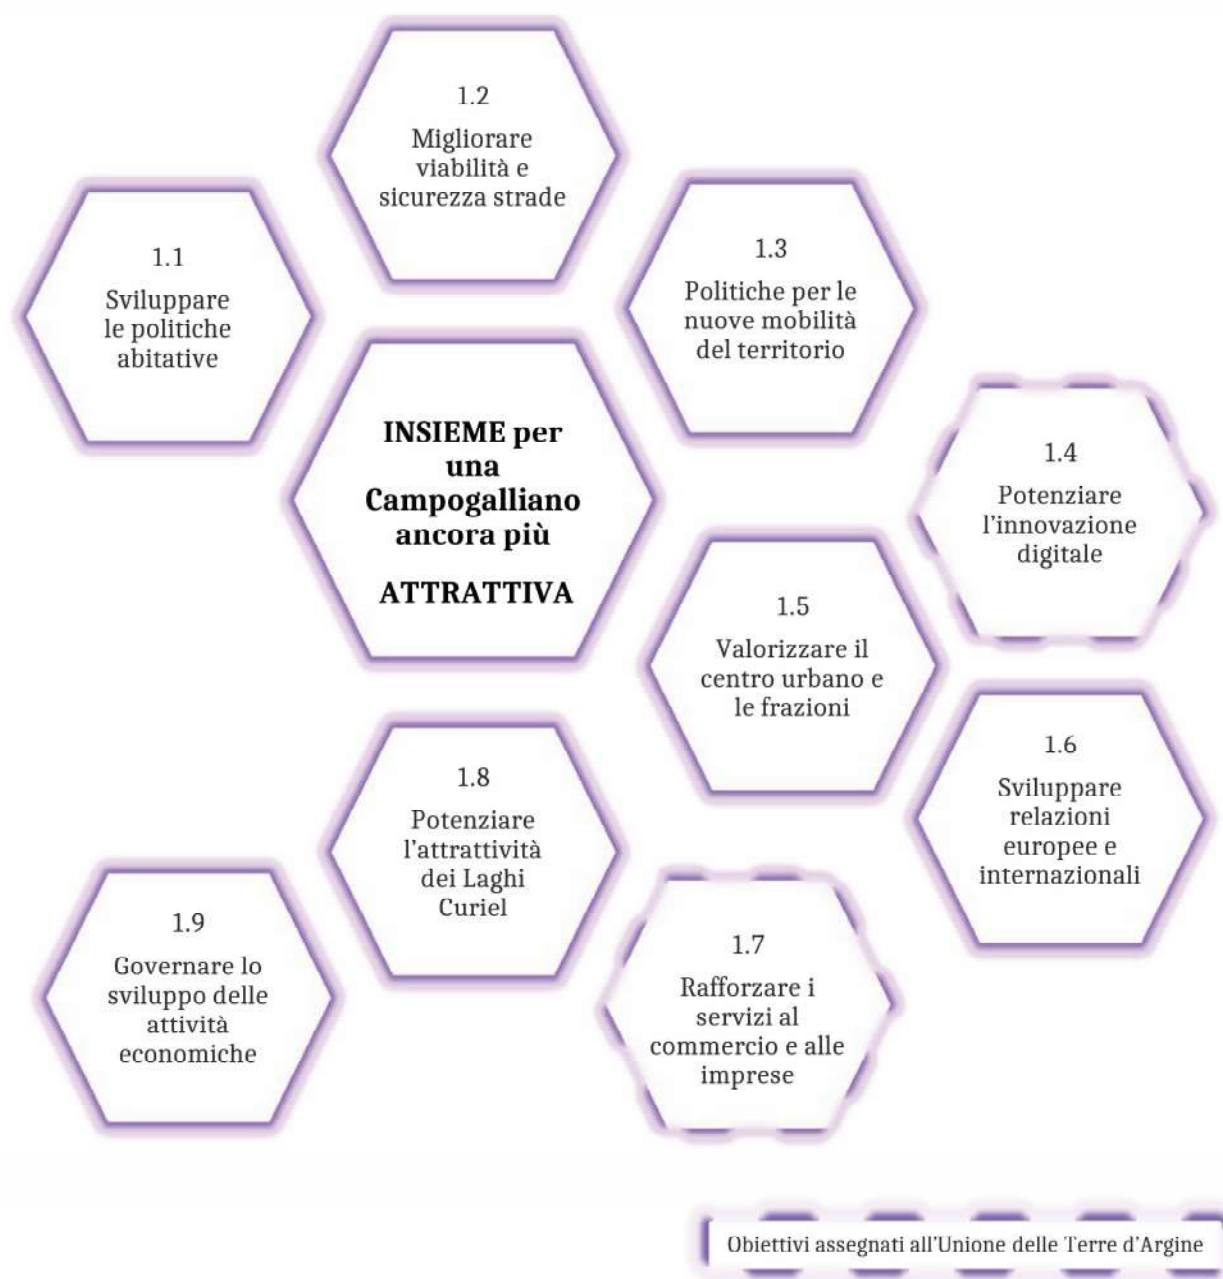 1.2
Migliorare
viabilità e
sicurezza strade
1.1
Sviluppare
le politiche
abitative
1.3
Politiche per le
nuove mobilità
del territorio
INSIEME per
una
Campogalliano
ancora più
ATTRATTIVA
1.4
Potenziare
l'innovazione
digitale
1.5
Valorizzare il
centro urbano e
le frazioni
1.6
Sviluppare
relazioni
europee e
internazionali
1.8
Potenziare
l'attrattività
dei Laghi
Curiel
1.7
Rafforzare i
servizi al
commercio e alle
imprese
1.9
Governare lo
sviluppo delle
attività
economiche
Obiettivi assegnati all'Unione delle Terre d'Argine